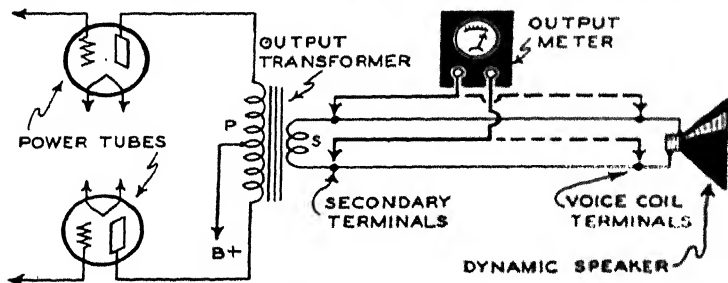 OUTPUT
TRANSFORMER
OUTPUT
METER
POWER TUBES
P
S
B+
SECONDARY
TERMINALS
VOICE COIL
TERMINALS
DYNAMIC SPEAKER